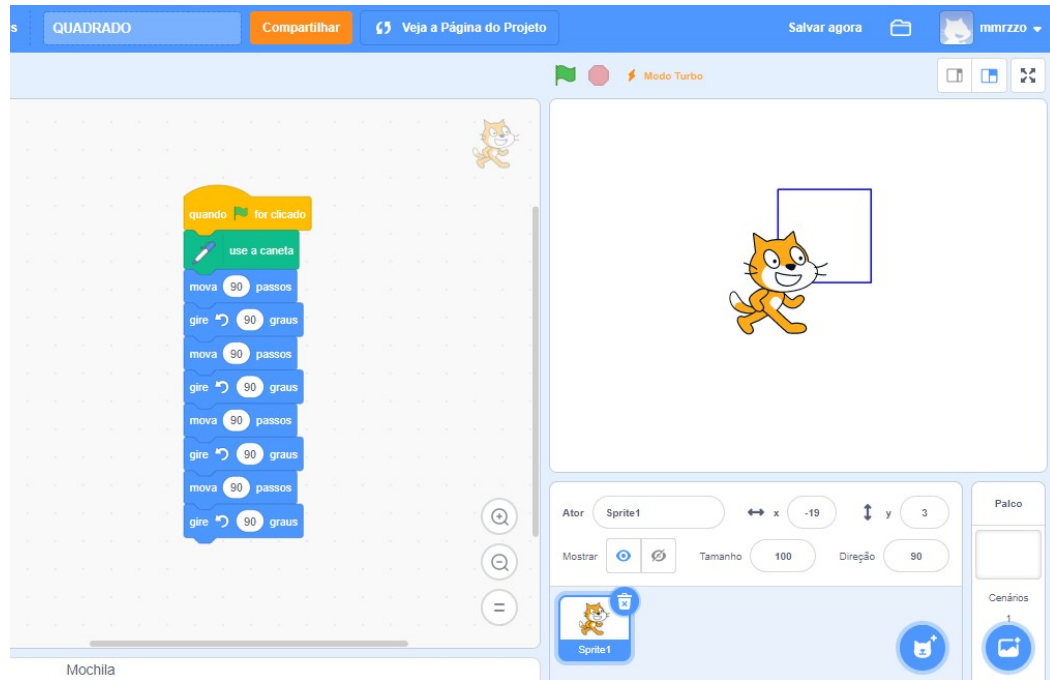 s QUADRADO Compartilhar Veja a Página do Projeto Salvar agora mmrzzo
Modo Turbo
quando for clicado
use a caneta
mova 90 passos
gire 90 graus
mova 90 passos
gire 90 graus
mova 90 passos
gire 90 graus
mova 90 passos
gire 90 graus
Mochila
Ator Sprite1 x -19 y 3
Mostrar Tamanho 100 Direção 90
Sprite1
Palco
Cenários
1